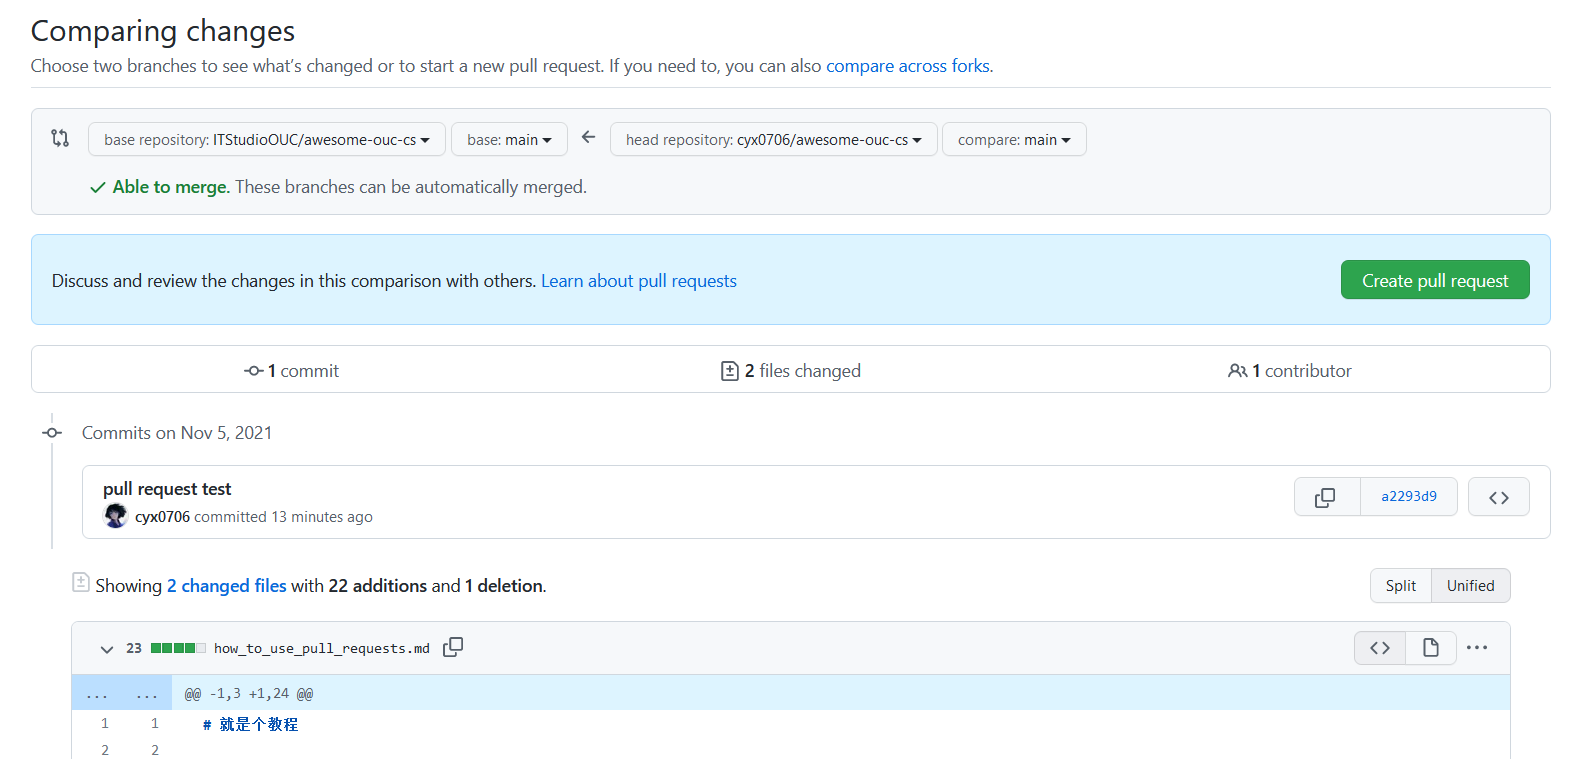 Comparing changes
Choose two branches to see what's changed or to start a new pull request. If you need to, you can also compare across forks.
base repository: ITStudioOUC/awesome-ouc-cs base: main head repository: cyx0706/awesome-ouc-cs compare: main
Able to merge. These branches can be automatically merged.
Discuss and review the changes in this comparison with others. Learn about pull requests Create pull request
1 commit 2 files changed 1 contributor
Commits on Nov 5, 2021
pull request test
cyx0706 committed 13 minutes ago a2293d9
Showing 2 changed files with 22 additions and 1 deletion. Split Unified
23 how_to_use_pull_requests.md
... ... @@ -1,3 +1,24 @@
1 1 # 就是个教程
2 2